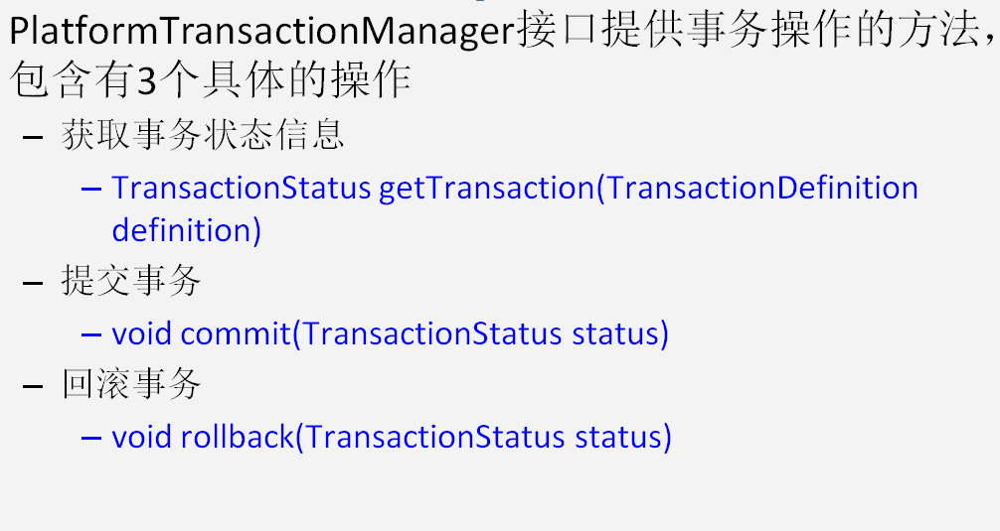 PlatformTransactionManager接口提供事务操作的方法，
包含有3个具体的操作
– 获取事务状态信息
– TransactionStatus getTransaction(TransactionDefinition
definition)
– 提交事务
– void commit(TransactionStatus status)
– 回滚事务
– void rollback(TransactionStatus status)